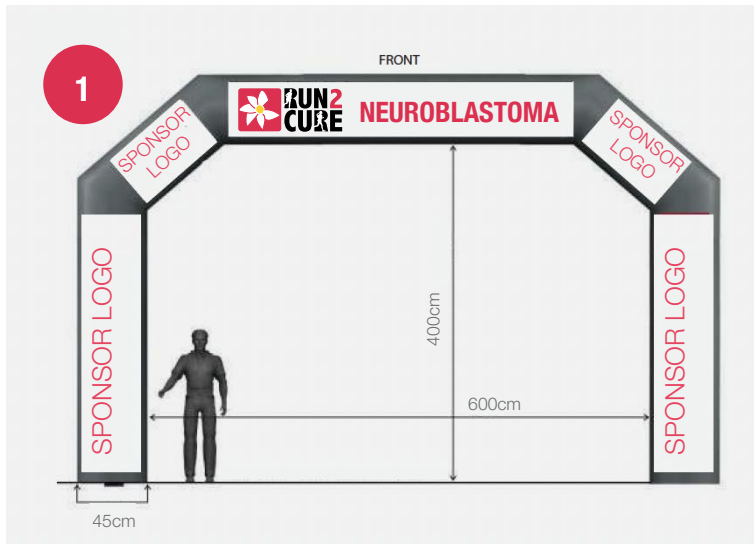 FRONT
1
RUN2
CURE
NEUROBLASTOMA
SPONSOR
LOGO
SPONSOR
LOGO
SPONSOR LOGO
SPONSOR LOGO
400cm
600cm
45cm